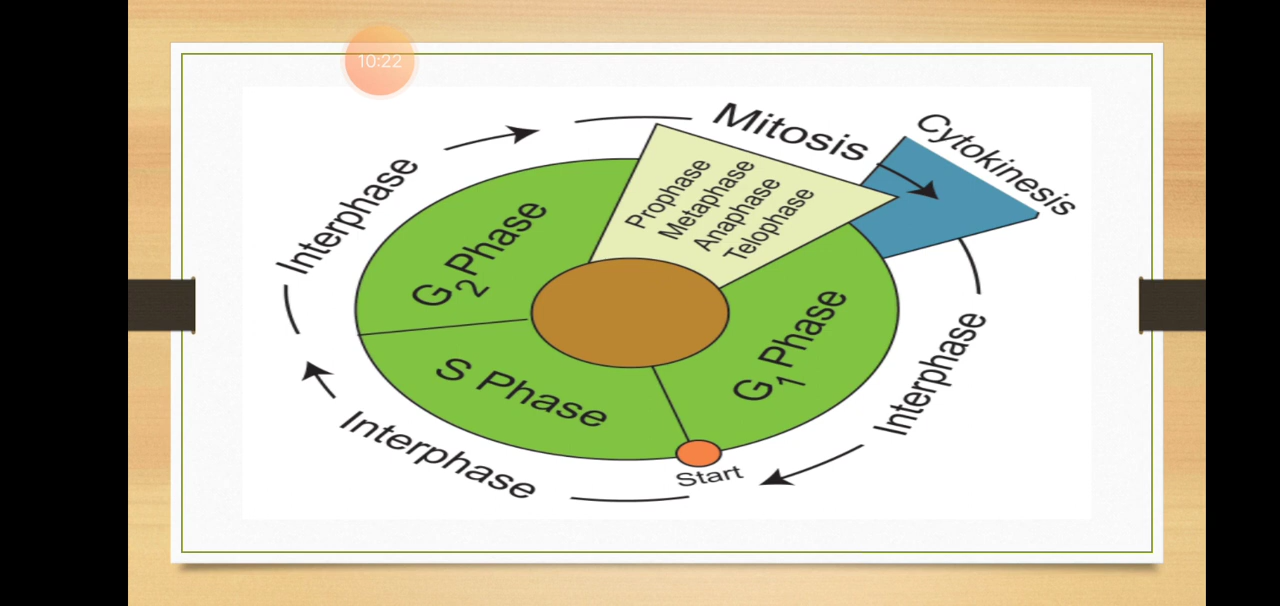 10:22
Mitosis
Cytokinesis
Interphase
Prophase
Metaphase
Anaphase
Telophase
G2 Phase
G1 Phase
S Phase
Interphase
Interphase
Start